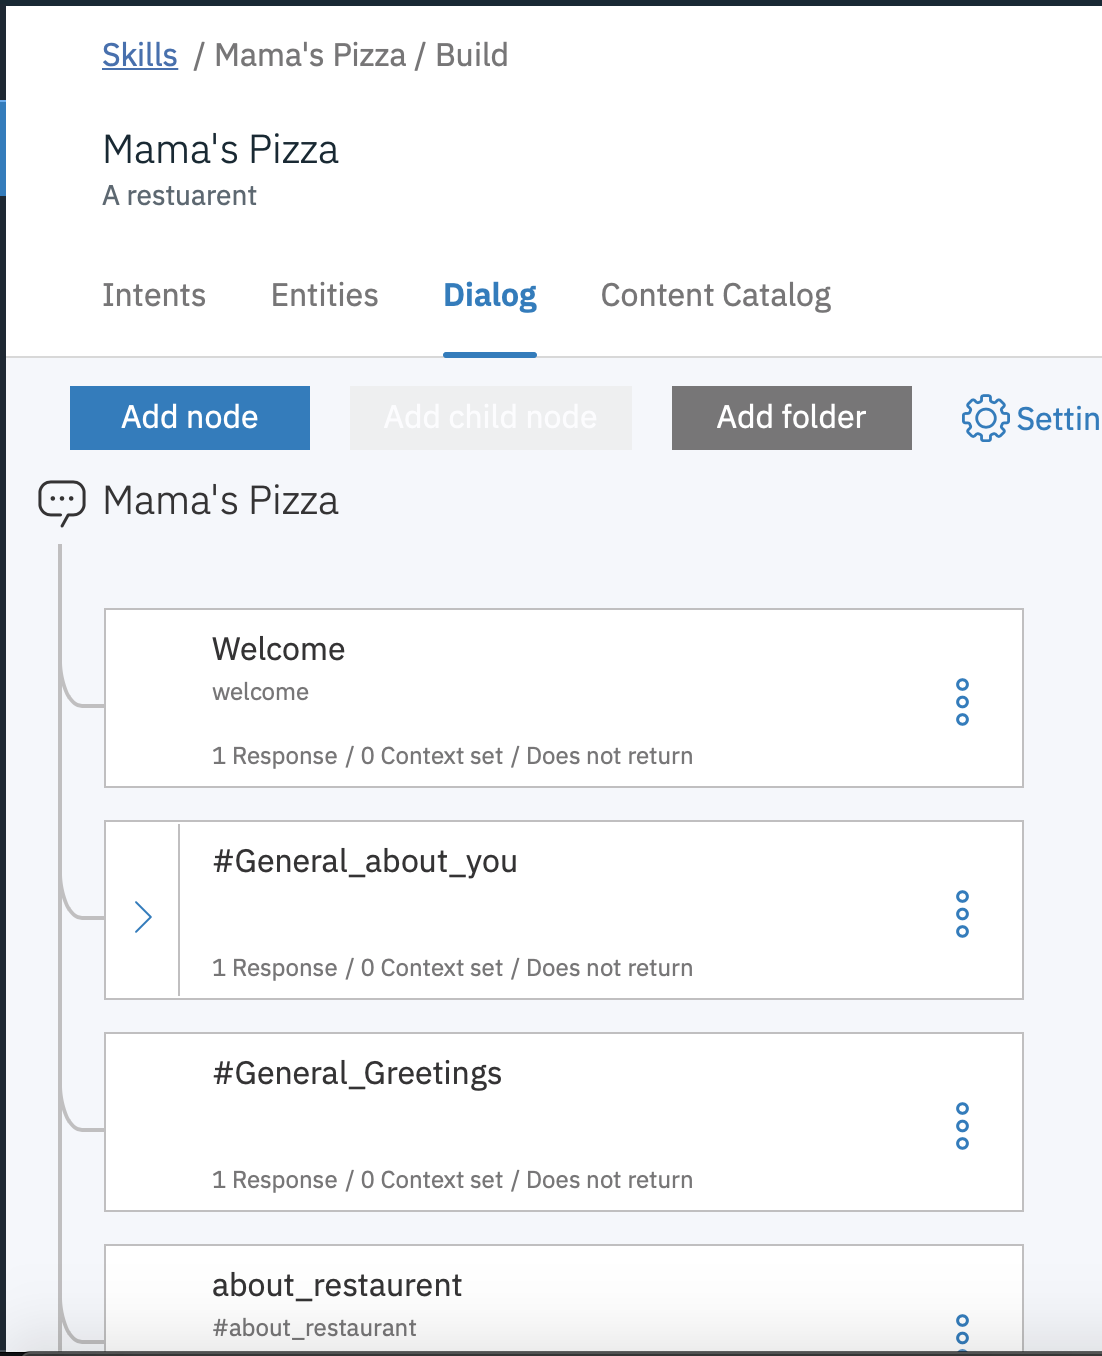 Skills / Mama's Pizza / Build
Mama's Pizza
A restuarent
Intents Entities Dialog Content Catalog
Add node Add child node Add folder Settin
Mama's Pizza
Welcome
welcome
1 Response / 0 Context set / Does not return
#General_about_you
1 Response / 0 Context set / Does not return
#General_Greetings
1 Response / 0 Context set / Does not return
about_restaurent
#about_restaurant